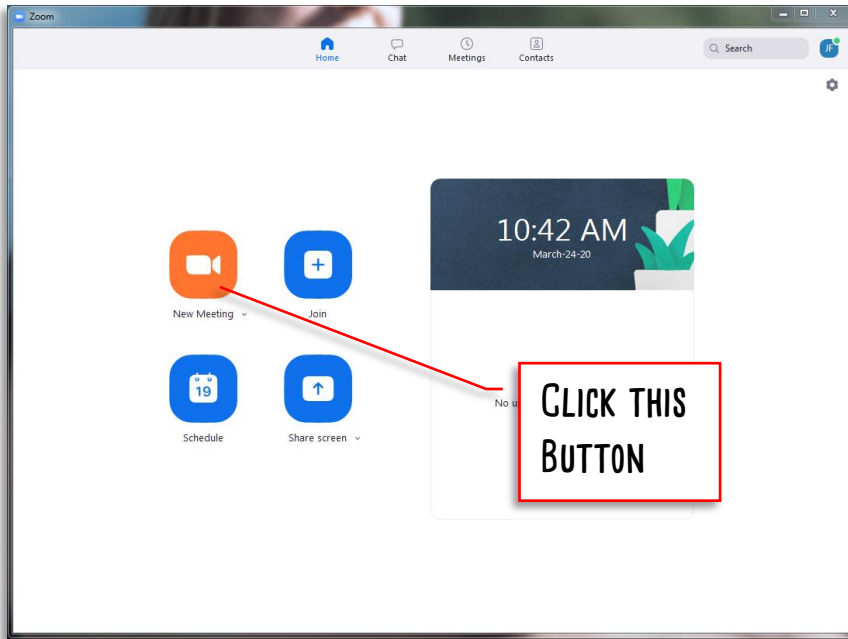 Zoom
Home
Chat
Meetings
Contacts
Search
JF
10:42 AM
March-24-20
New Meeting
Join
19
Schedule
Share screen
No
CLICK THIS
BUTTON